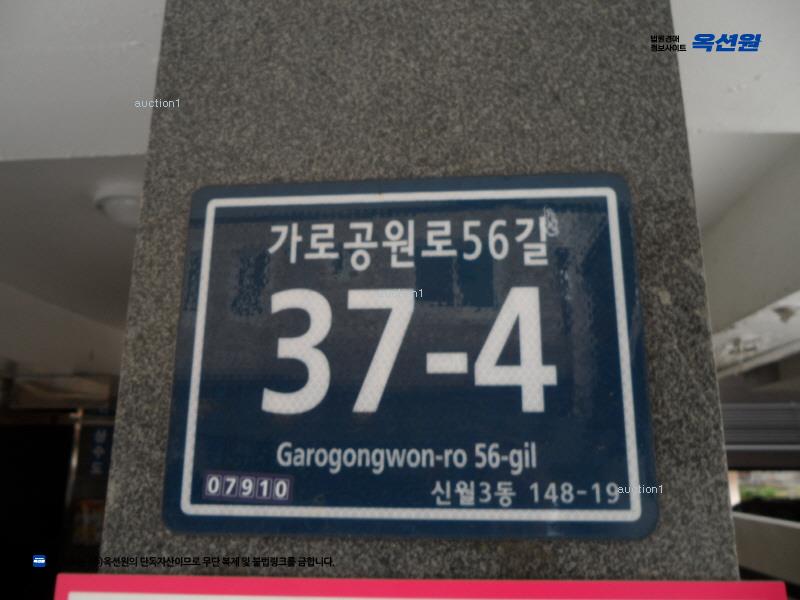 법원경매
정보사이트 옥션원
auction1
가로공원로56길
auction1
37-4
Garogongwon-ro 56-gil
07910
신월3동 148-19
auction1
옥션원의 단독자산이므로 무단 복제 및 불법링크를 금합니다.